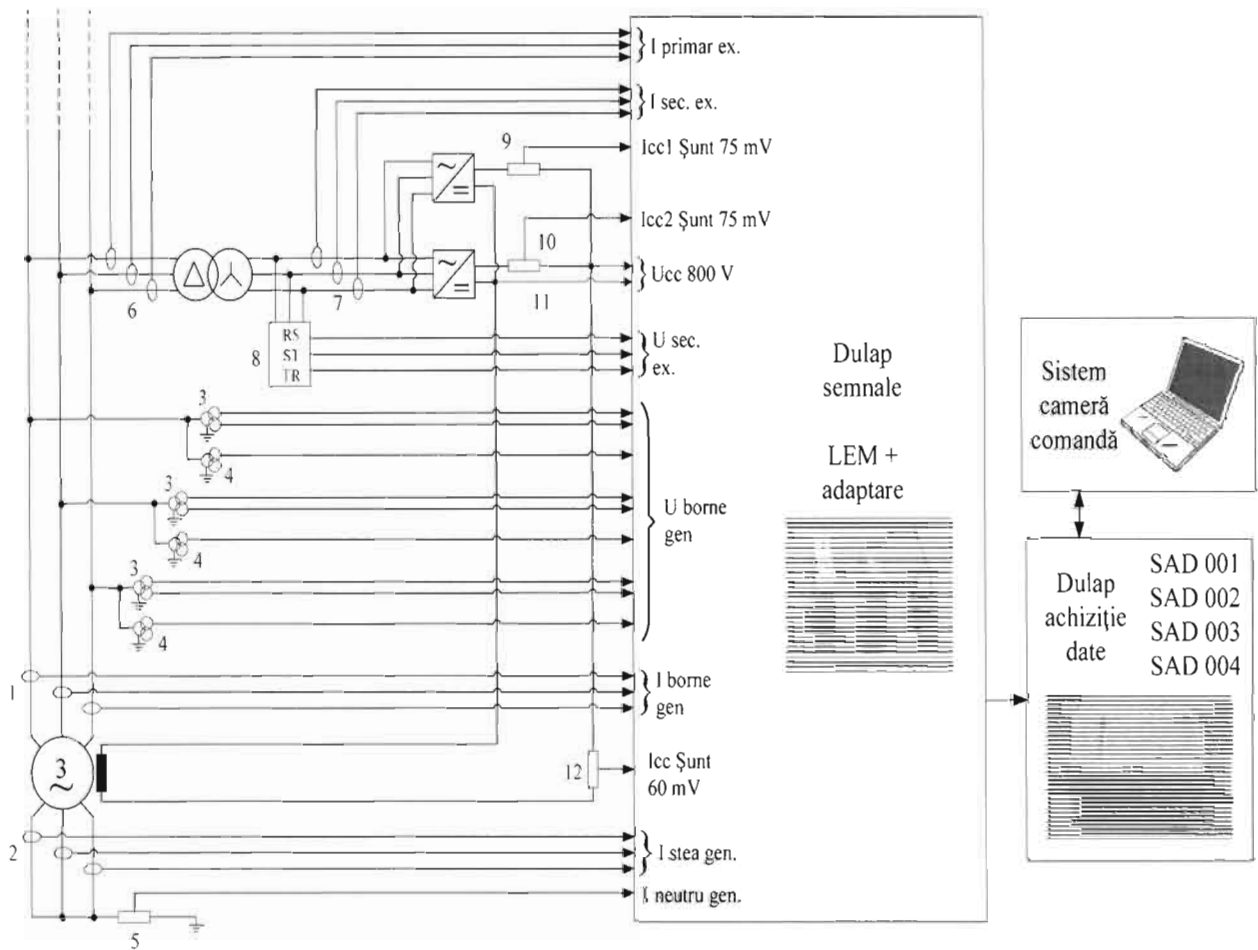 I primar ex.
I sec. ex.
9
Icc1 Şunt 75 mV
Icc2 Şunt 75 mV
10
Ucc 800 V
6
7
11
8
RS
ST
TR
U sec.
ex.
3
4
3
4
3
4
U borne
gen
1
I borne
gen
3
~
12
Icc Şunt
60 mV
2
I stea gen.
I neutru gen.
5
Dulap
semnale
LEM +
adaptare
Sistem
cameră
comandă
Dulap
achiziţie
date
SAD 001
SAD 002
SAD 003
SAD 004